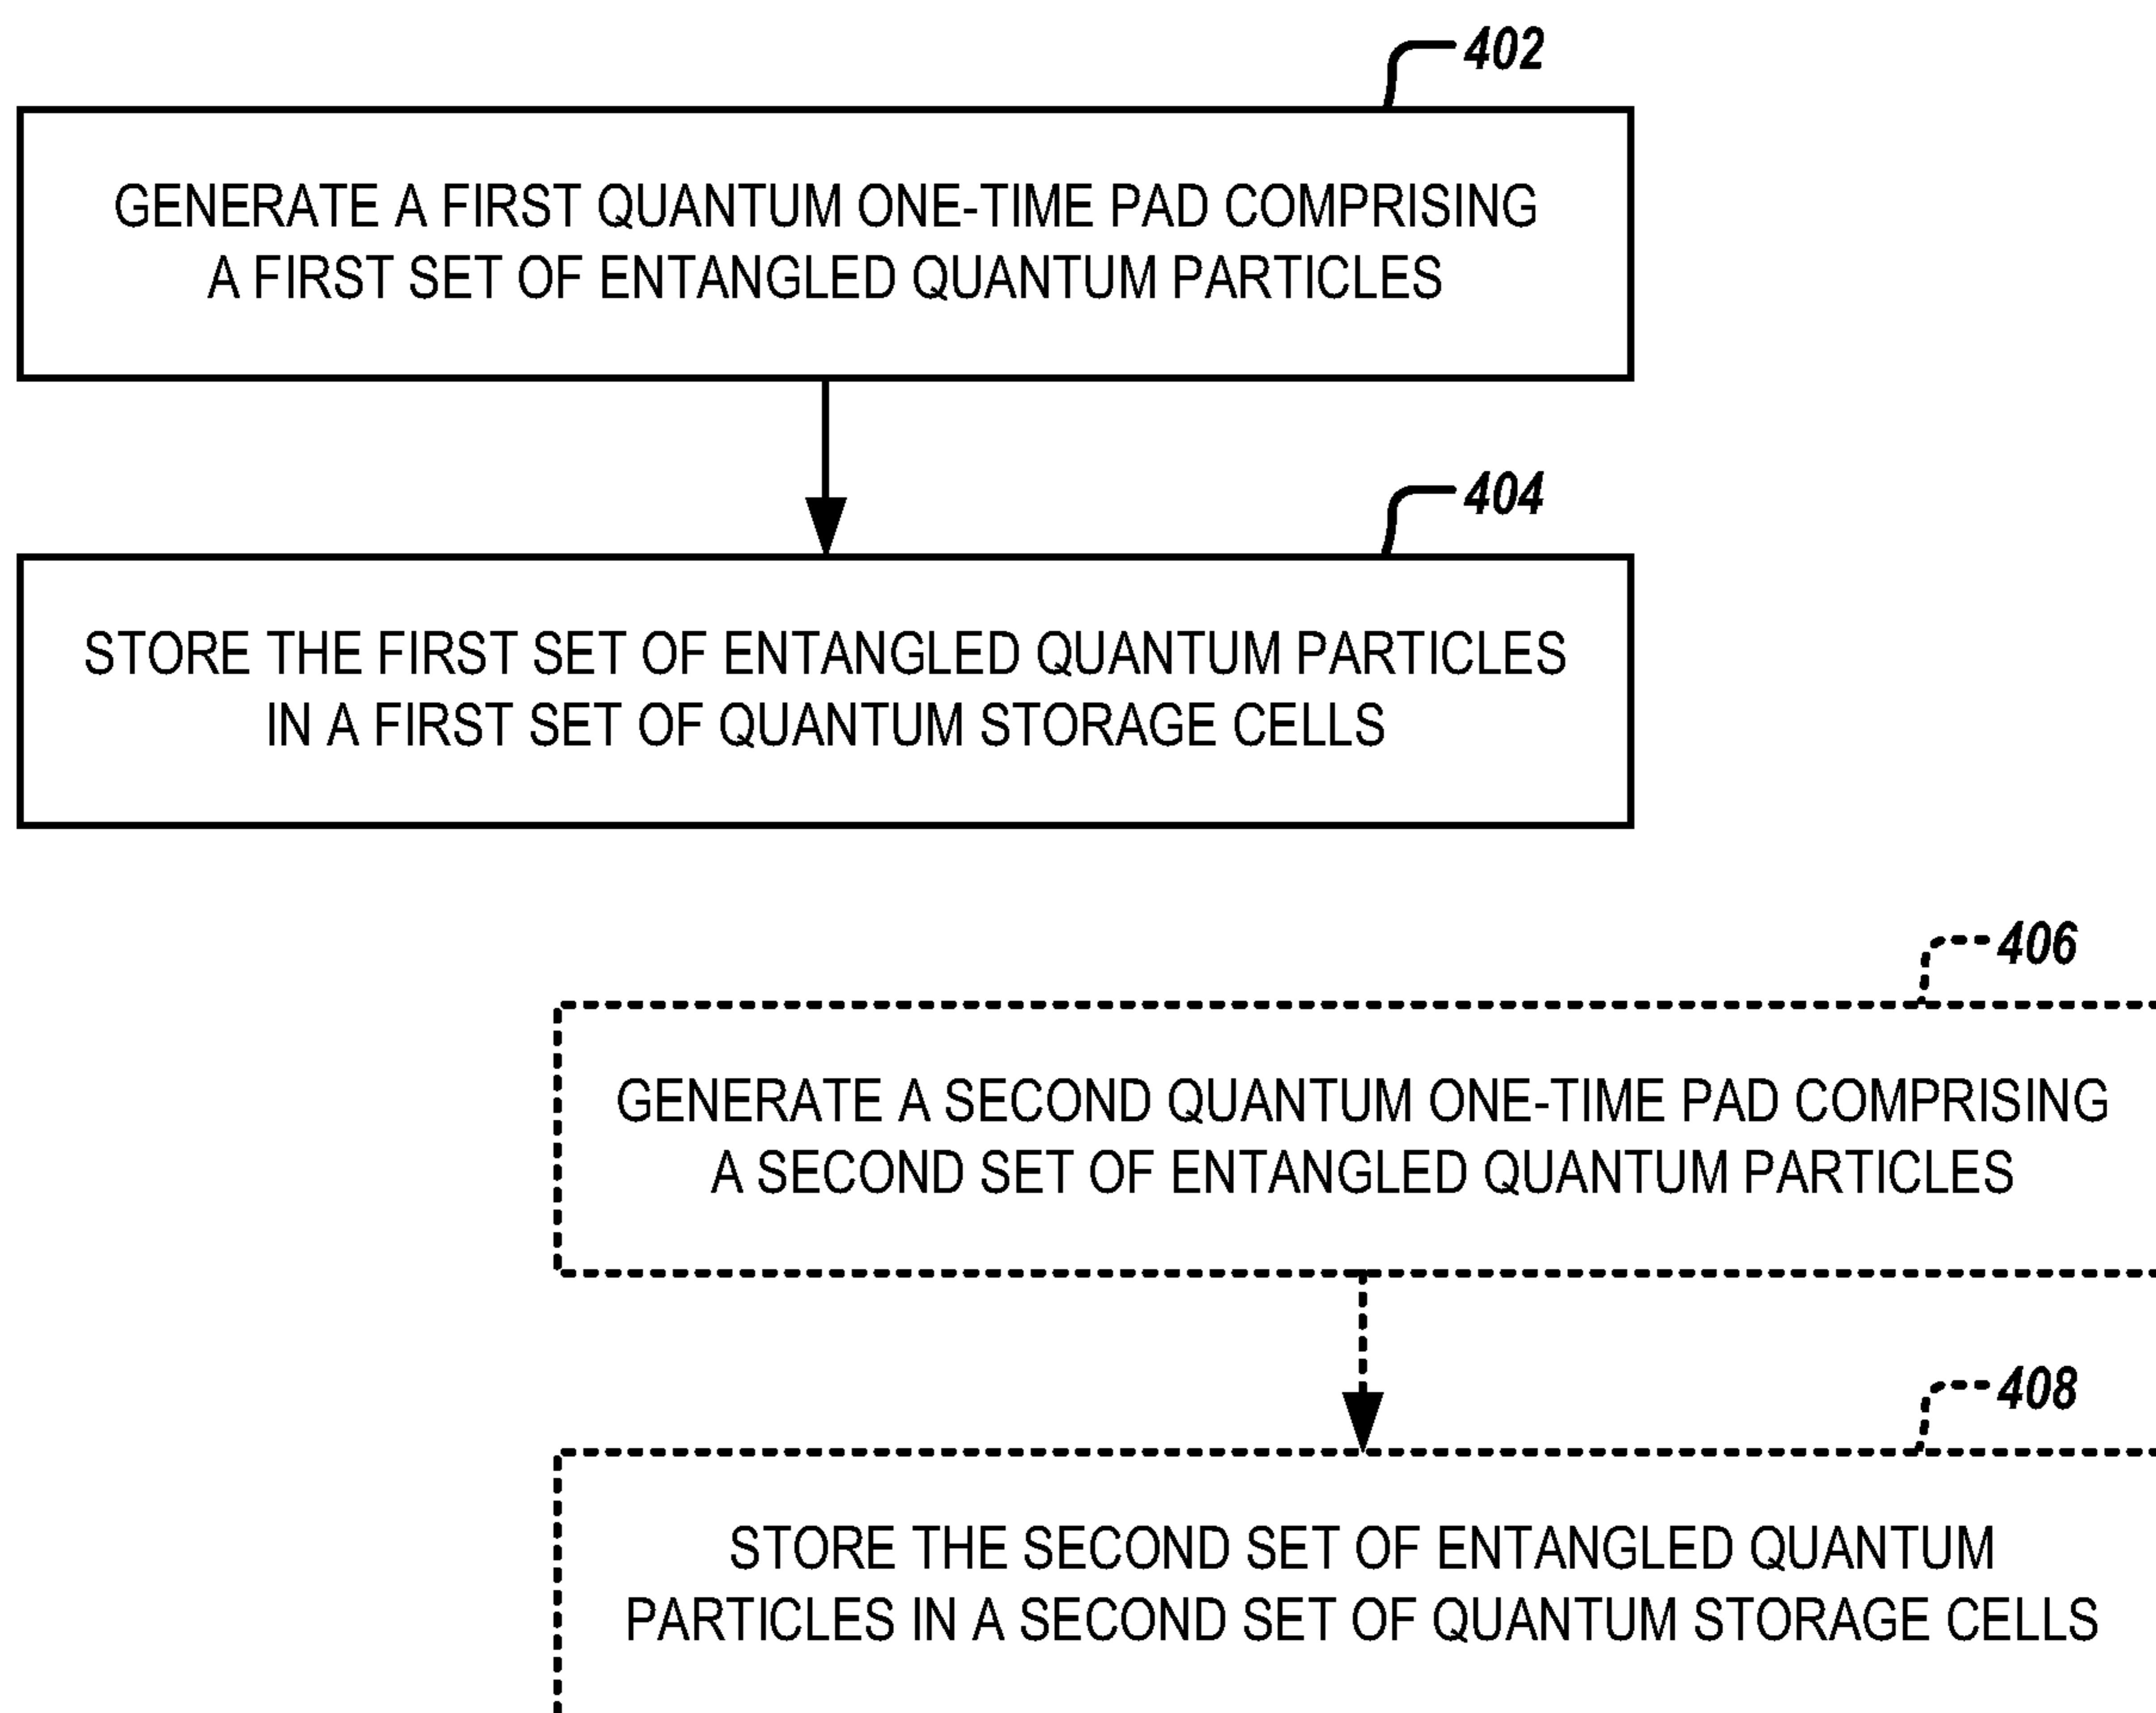 402
GENERATE A FIRST QUANTUM ONE-TIME PAD COMPRISING
A FIRST SET OF ENTANGLED QUANTUM PARTICLES
404
STORE THE FIRST SET OF ENTANGLED QUANTUM PARTICLES
IN A FIRST SET OF QUANTUM STORAGE CELLS
406
GENERATE A SECOND QUANTUM ONE-TIME PAD COMPRISING
A SECOND SET OF ENTANGLED QUANTUM PARTICLES
408
STORE THE SECOND SET OF ENTANGLED QUANTUM
PARTICLES IN A SECOND SET OF QUANTUM STORAGE CELLS